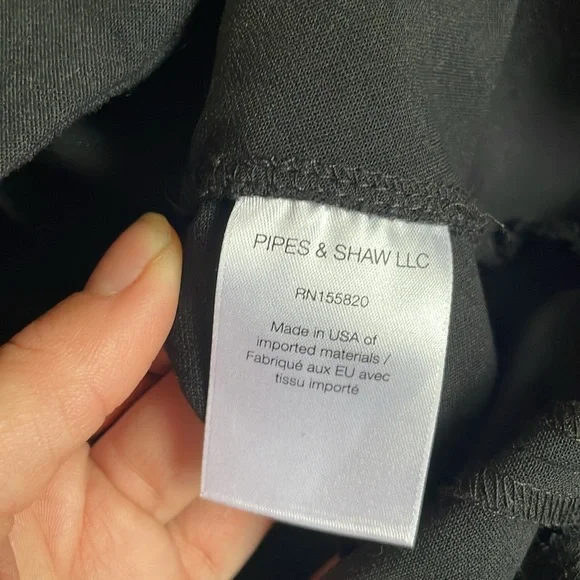 PIPES & SHAW LLC
RN155820
Made in USA of
imported materials /
Fabriqué aux EU avec
tissu importé